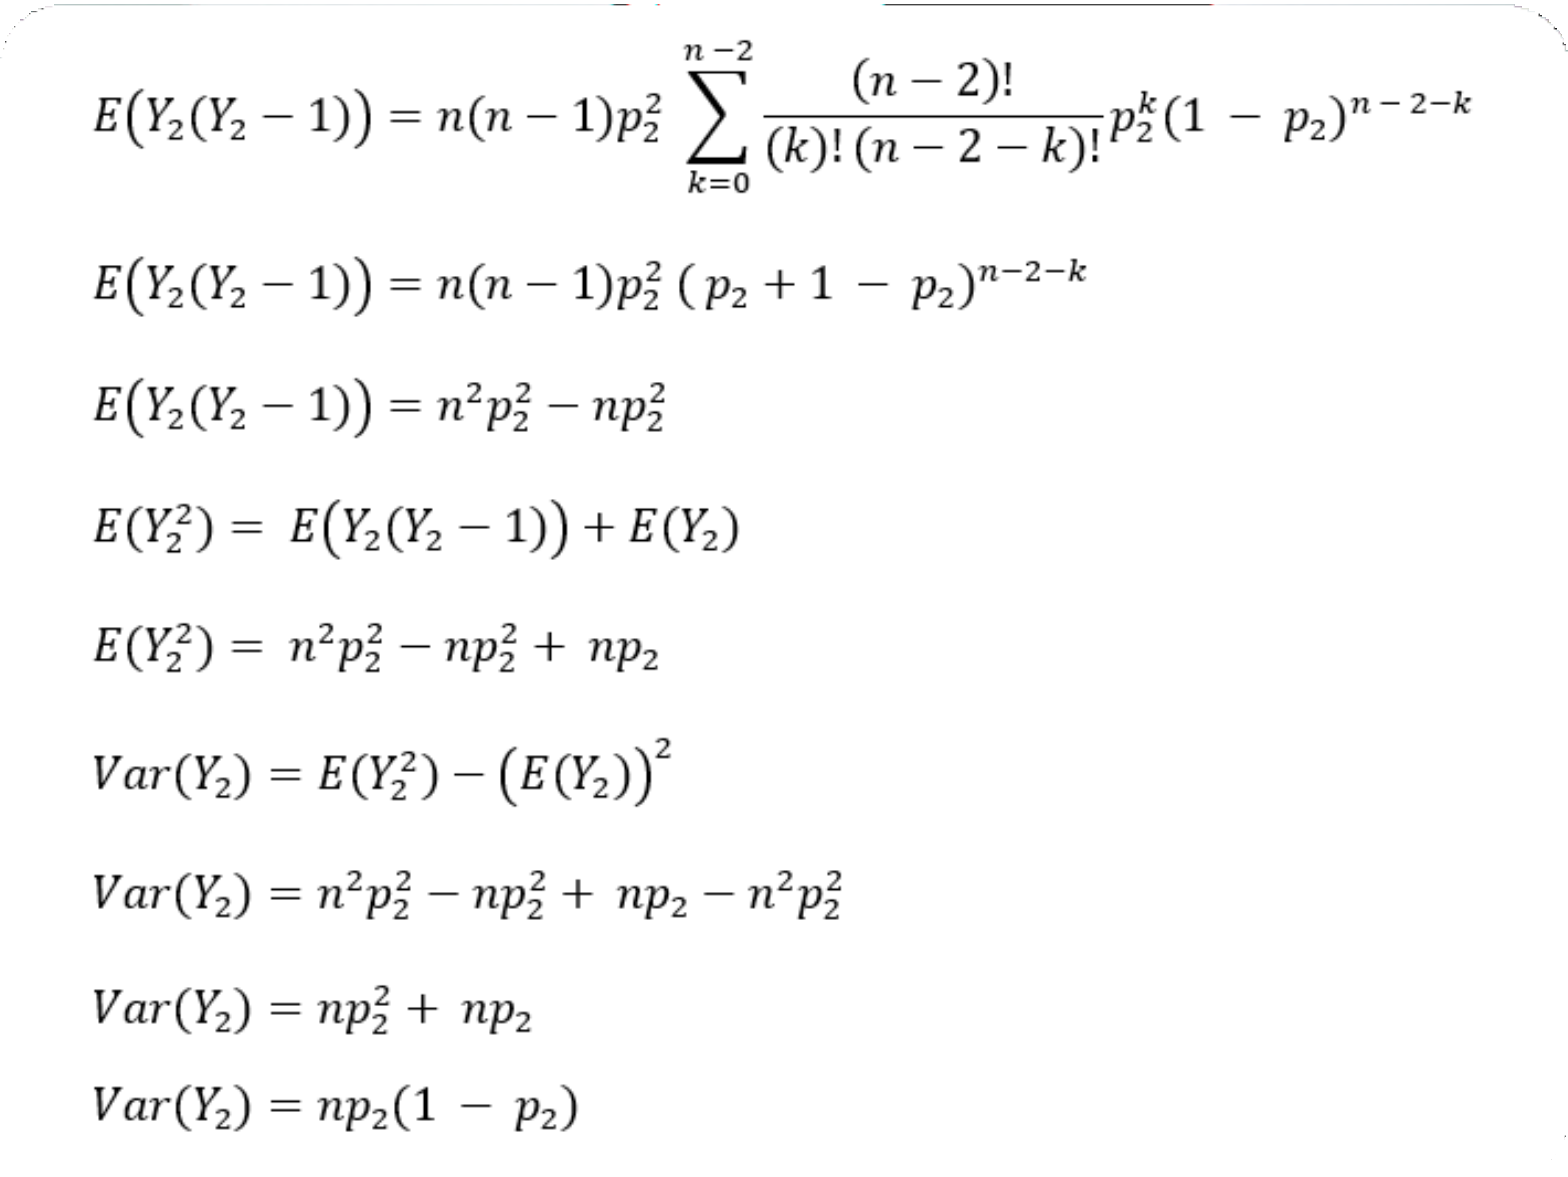 E(Y₂(Y₂ − 1)) = n(n − 1)p₂² ∑_{k=0}^{n−2} (n − 2)! / ((k)! (n − 2 − k)!) p₂ᵏ(1 − p₂)ⁿ⁻²⁻ᵏ
E(Y₂(Y₂ − 1)) = n(n − 1)p₂² (p₂ + 1 − p₂)ⁿ⁻²⁻ᵏ
E(Y₂(Y₂ − 1)) = n²p₂² − np₂²
E(Y₂²) = E(Y₂(Y₂ − 1)) + E(Y₂)
E(Y₂²) = n²p₂² − np₂² + np₂
Var(Y₂) = E(Y₂²) − (E(Y₂))²
Var(Y₂) = n²p₂² − np₂² + np₂ − n²p₂²
Var(Y₂) = np₂² + np₂
Var(Y₂) = np₂(1 − p₂)